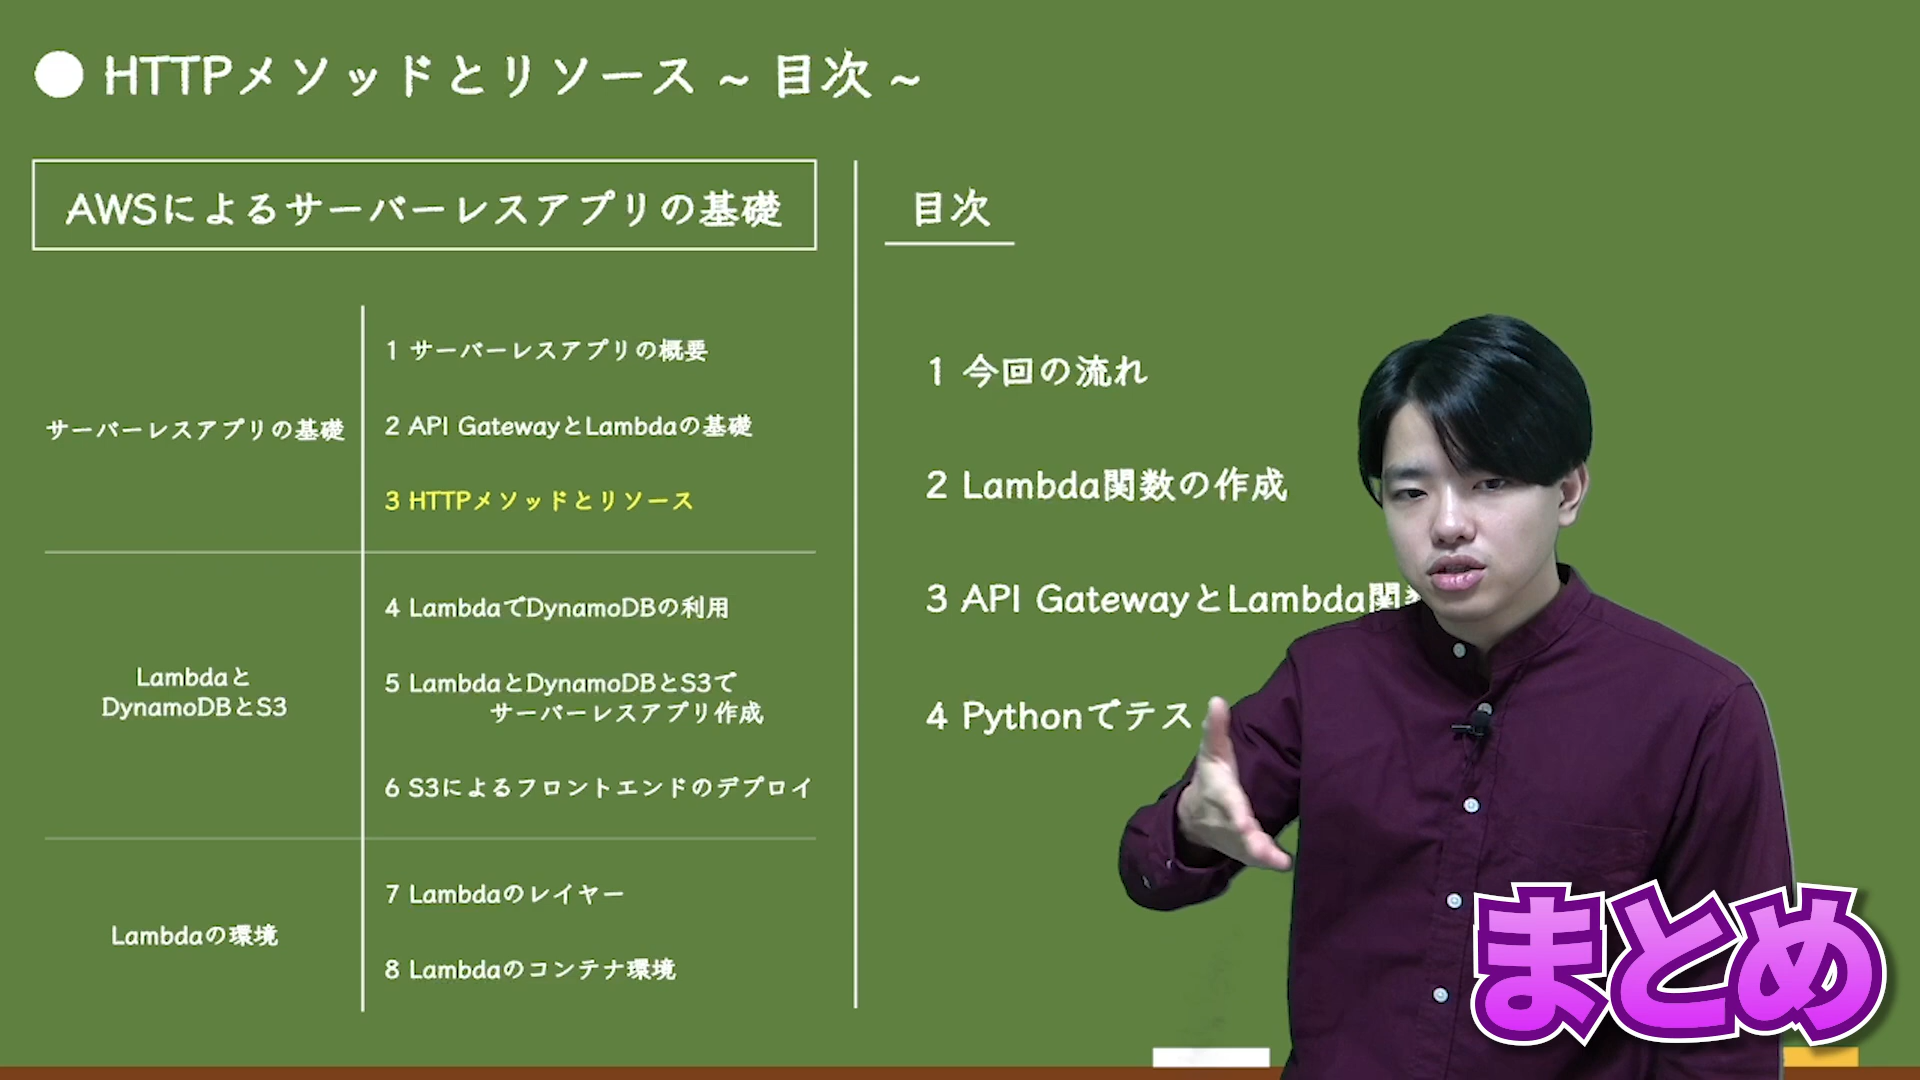 HTTPメソッドとリソース ~ 目次 ~
AWSによるサーバーレスアプリの基礎
サーバーレスアプリの基礎
1 サーバーレスアプリの概要
2 API GatewayとLambdaの基礎
3 HTTPメソッドとリソース
Lambdaと
DynamoDBとS3
4 LambdaでDynamoDBの利用
5 LambdaとDynamoDBとS3で
サーバーレスアプリ作成
6 S3によるフロントエンドのデプロイ
Lambdaの環境
7 Lambdaのレイヤー
8 Lambdaのコンテナ環境
目次
1 今回の流れ
2 Lambda関数の作成
3 API GatewayとLambda関
4 Pythonでテス
まとめ